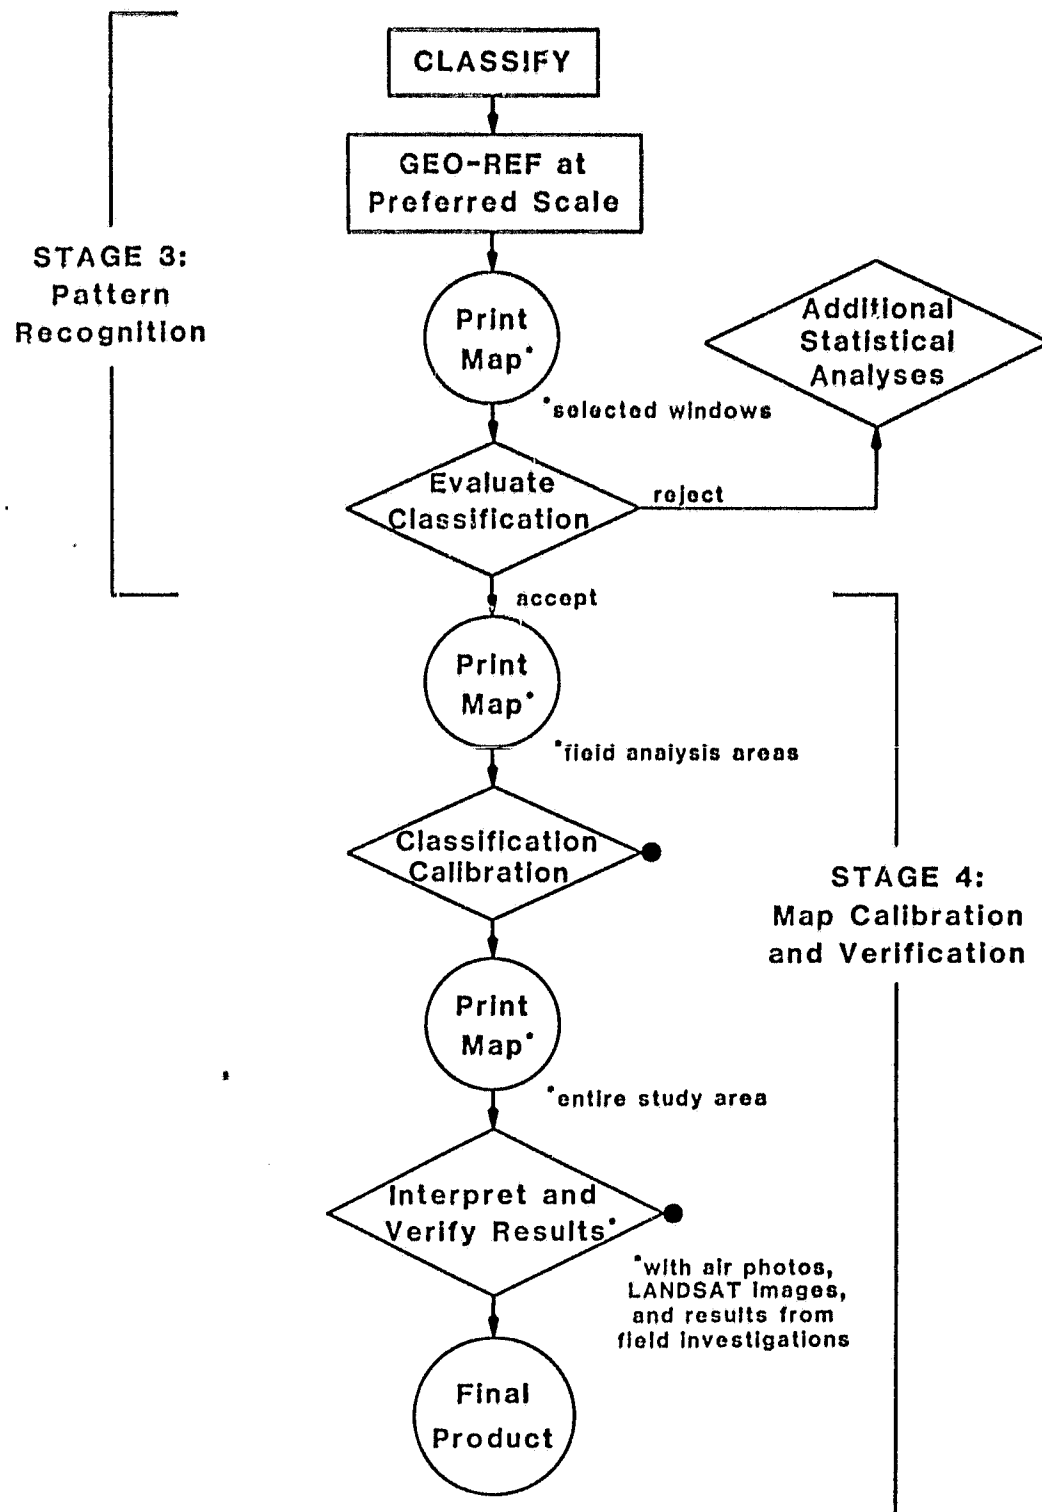 CLASSIFY
GEO-REF at
Preferred Scale
STAGE 3:
Pattern
Recognition
Print
Map*
*selected windows
Additional
Statistical
Analyses
Evaluate
Classification
reject
accept
Print
Map*
*field analysis areas
Classification
Calibration
STAGE 4:
Map Calibration
and Verification
Print
Map*
*entire study area
Interpret and
Verify Results*
*with air photos,
LANDSAT images,
and results from
field investigations
Final
Product